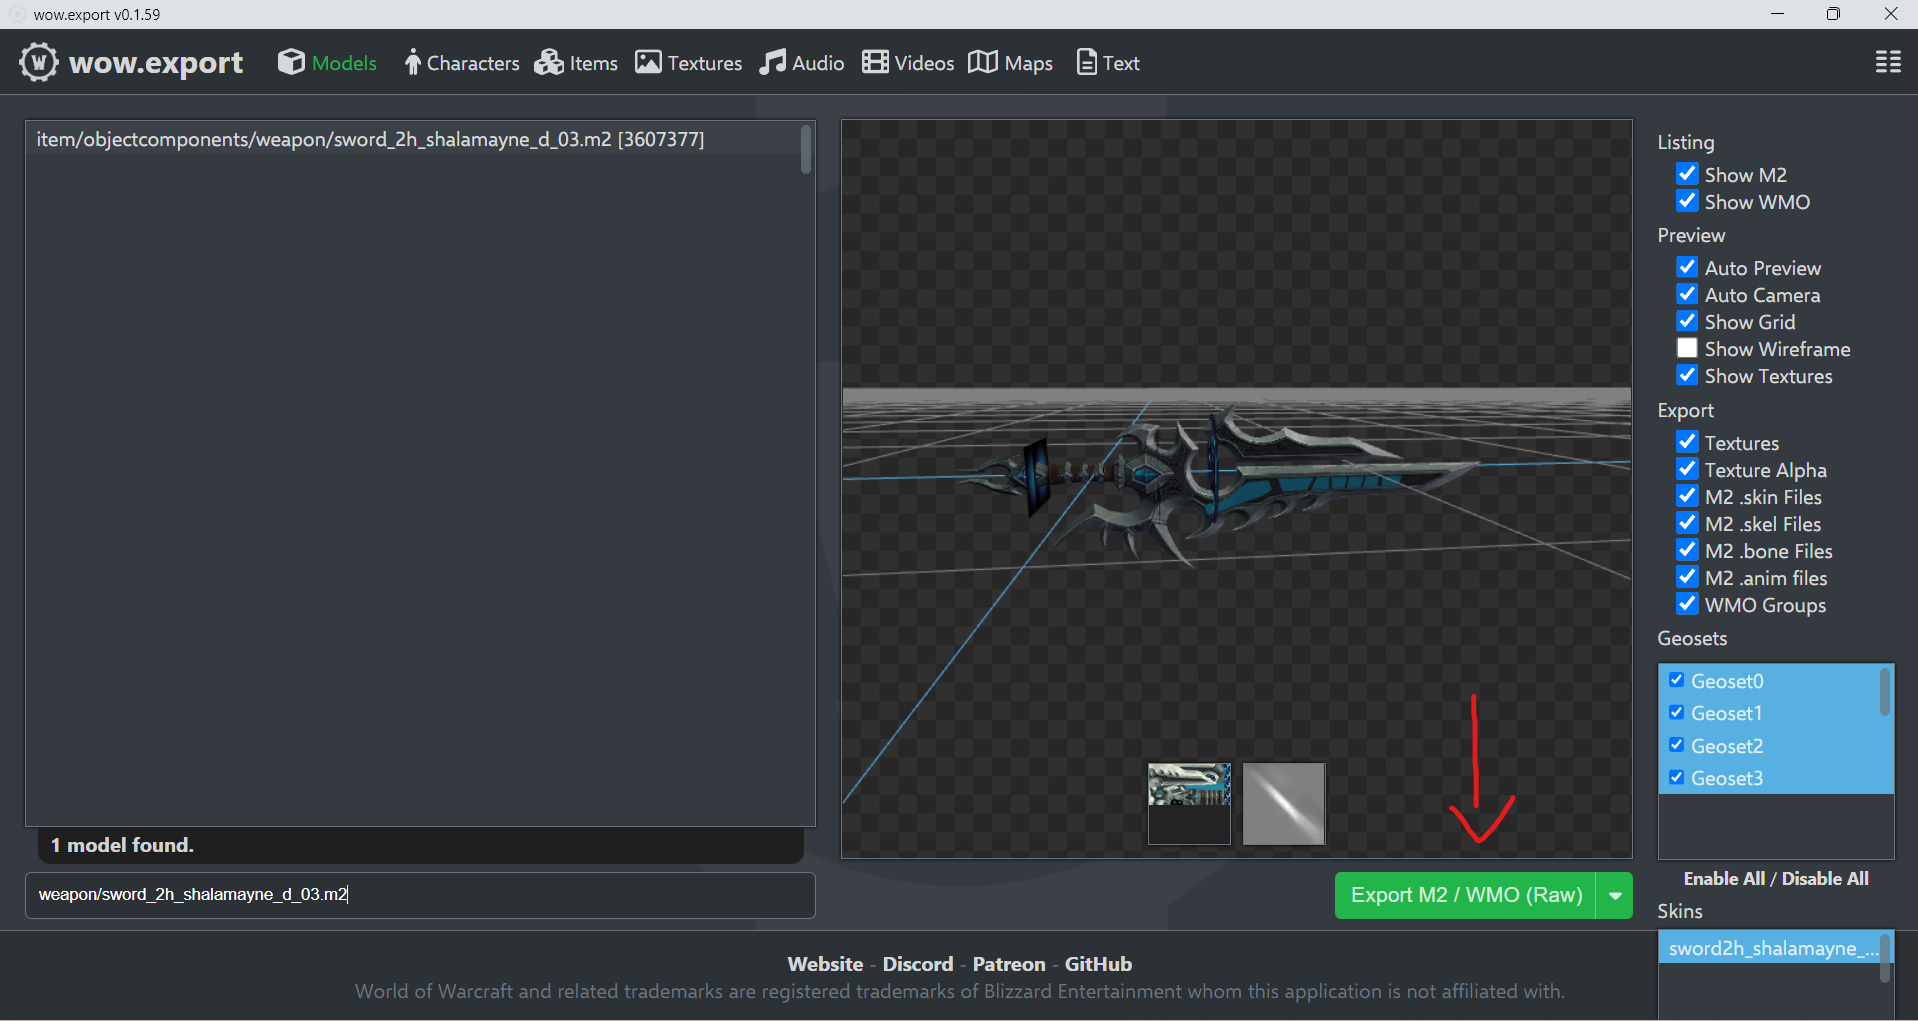 wow.export v0.1.59
wow.export Models Characters Items Textures Audio Videos Maps Text
item/objectcomponents/weapon/sword_2h_shalamayne_d_03.m2 [3607377]
1 model found.
weapon/sword_2h_shalamayne_d_03.m2
Export M2 / WMO (Raw)
Listing
Show M2
Show WMO
Preview
Auto Preview
Auto Camera
Show Grid
Show Wireframe
Show Textures
Export
Textures
Texture Alpha
M2 .skin Files
M2 .skel Files
M2 .bone Files
M2 .anim files
WMO Groups
Geosets
Geoset0
Geoset1
Geoset2
Geoset3
Enable All / Disable All
Skins
sword2h_shalamayne_...
Website - Discord - Patreon - GitHub
World of Warcraft and related trademarks are registered trademarks of Blizzard Entertainment whom this application is not affiliated with.